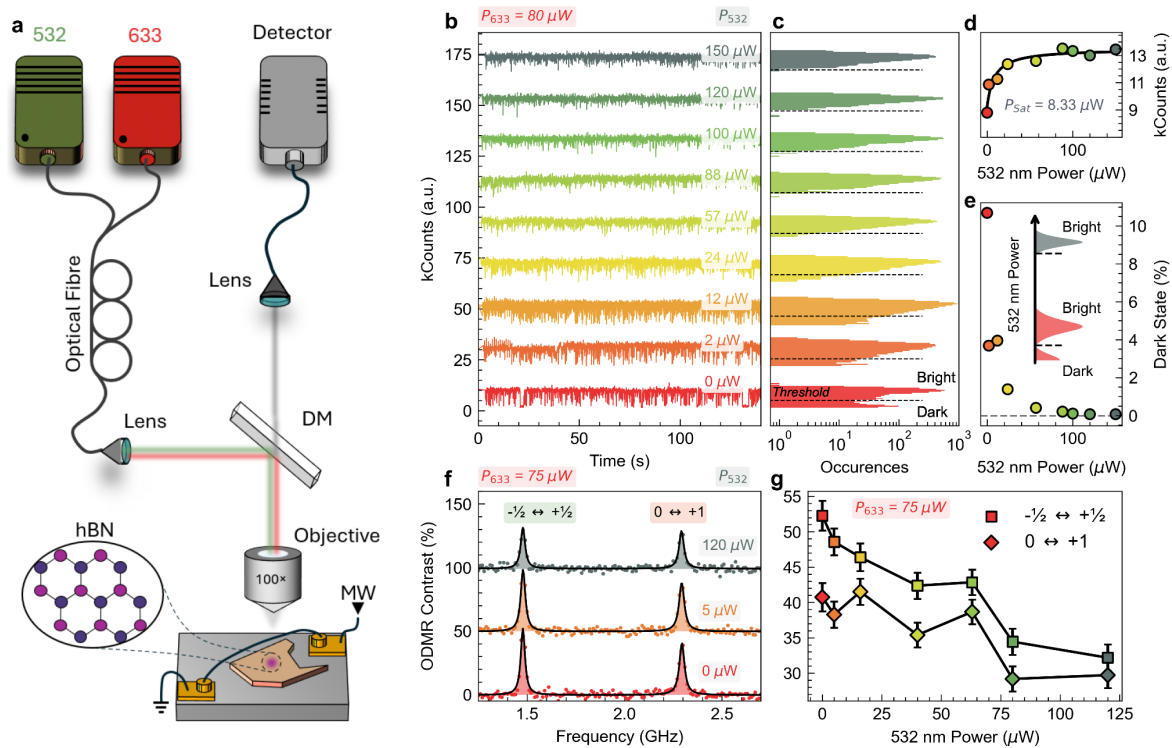 a
532
633
Detector
Optical Fibre
Lens
Lens
DM
hBN
Objective
100×
MW
b
P633 = 80 μW
P532
kCounts (a.u.)
175
150
125
100
75
50
25
0
150 μW
120 μW
100 μW
88 μW
57 μW
24 μW
12 μW
2 μW
0 μW
0
50
100
Time (s)
c
Bright
Threshold
Dark
10^0
10^1
10^2
10^3
Occurences
d
PSat = 8.33 μW
13
11
9
kCounts (a.u.)
0
100
532 nm Power (μW)
e
532 nm Power
Bright
Bright
Dark
10
8
6
4
2
0
Dark State (%)
0
100
532 nm Power (μW)
f
P633 = 75 μW
P532
ODMR Contrast (%)
150
100
50
0
-½ ↔ +½
0 ↔ +1
120 μW
5 μW
0 μW
1.5
2.0
2.5
Frequency (GHz)
g
P633 = 75 μW
-½ ↔ +½
0 ↔ +1
55
50
45
40
35
30
0
25
50
75
100
125
532 nm Power (μW)